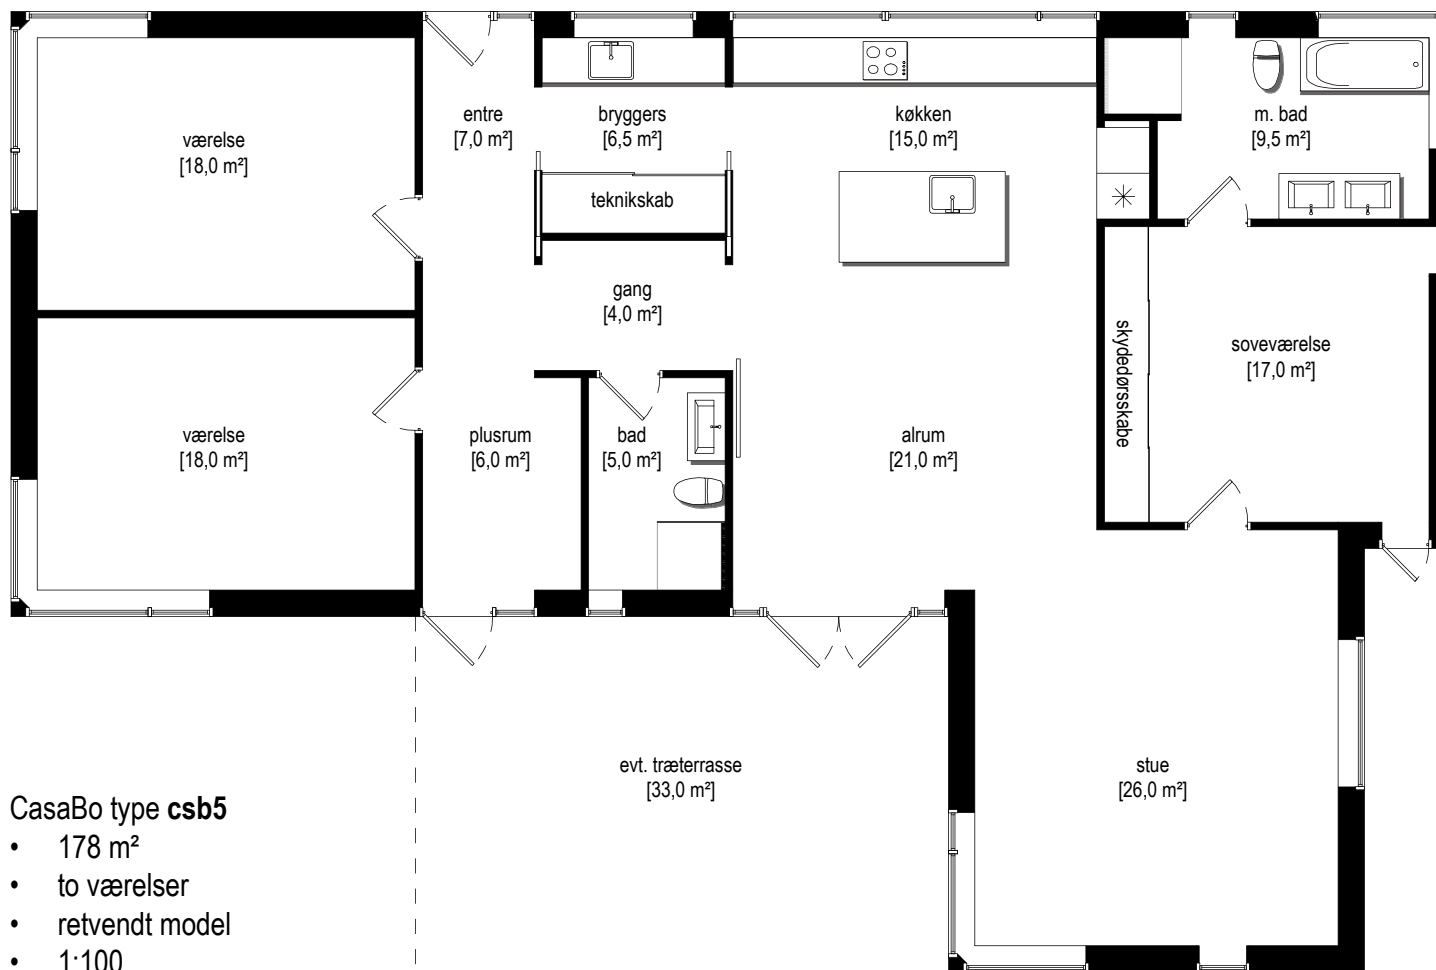 entre
[7,0 m²]
bryggers
[6,5 m²]
køkken
[15,0 m²]
m. bad
[9,5 m²]
værelse
[18,0 m²]
teknikskab
gang
[4,0 m²]
skydedørsskabe
soveværelse
[17,0 m²]
værelse
[18,0 m²]
plusrum
[6,0 m²]
bad
[5,0 m²]
alrum
[21,0 m²]
evt. træterrasse
[33,0 m²]
stue
[26,0 m²]
CasaBo type csb5
• 178 m²
• to værelser
• retvendt model
• 1:100